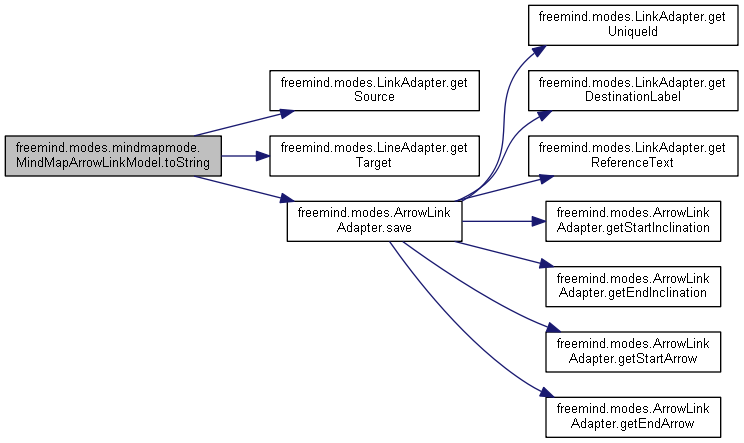 freemind.modes.mindmapmode.
MindMapArrowLinkModel.toString
freemind.modes.LinkAdapter.get
Source
freemind.modes.LineAdapter.get
Target
freemind.modes.ArrowLink
Adapter.save
freemind.modes.LinkAdapter.get
UniqueId
freemind.modes.LinkAdapter.get
DestinationLabel
freemind.modes.LinkAdapter.get
ReferenceText
freemind.modes.ArrowLink
Adapter.getStartInclination
freemind.modes.ArrowLink
Adapter.getEndInclination
freemind.modes.ArrowLink
Adapter.getStartArrow
freemind.modes.ArrowLink
Adapter.getEndArrow